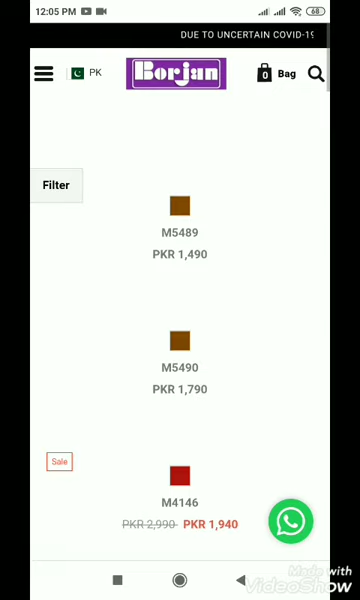 12:05 PM
68
DUE TO UNCERTAIN COVID-19
PK
Borjan
0
Bag
Filter
M5489
PKR 1,490
M5490
PKR 1,790
Sale
M4146
PKR 2,990 PKR 1,940
Made with
VideoShow